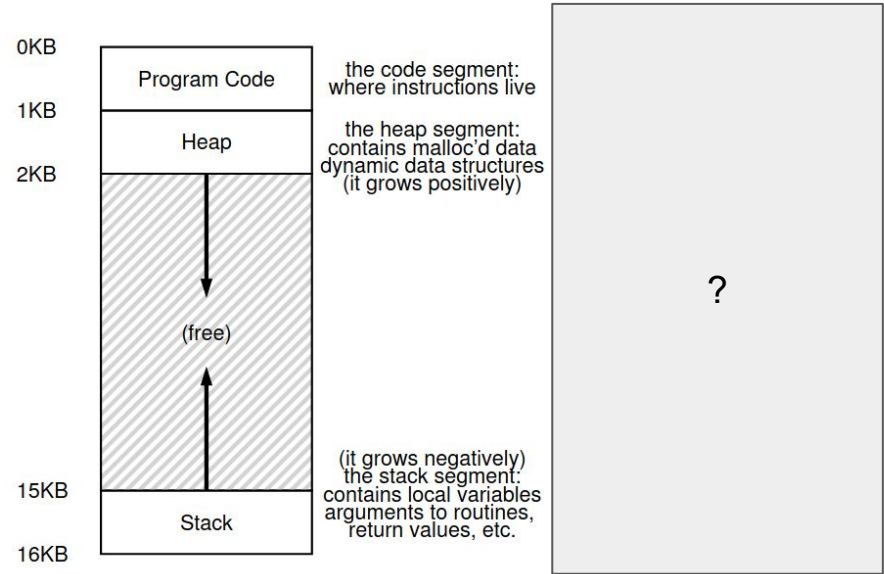 0KB
Program Code
the code segment:
where instructions live
1KB
Heap
the heap segment:
contains malloc'd data
dynamic data structures
(it grows positively)
2KB
(free)
?
(it grows negatively)
the stack segment:
contains local variables
arguments to routines,
return values, etc.
15KB
Stack
16KB